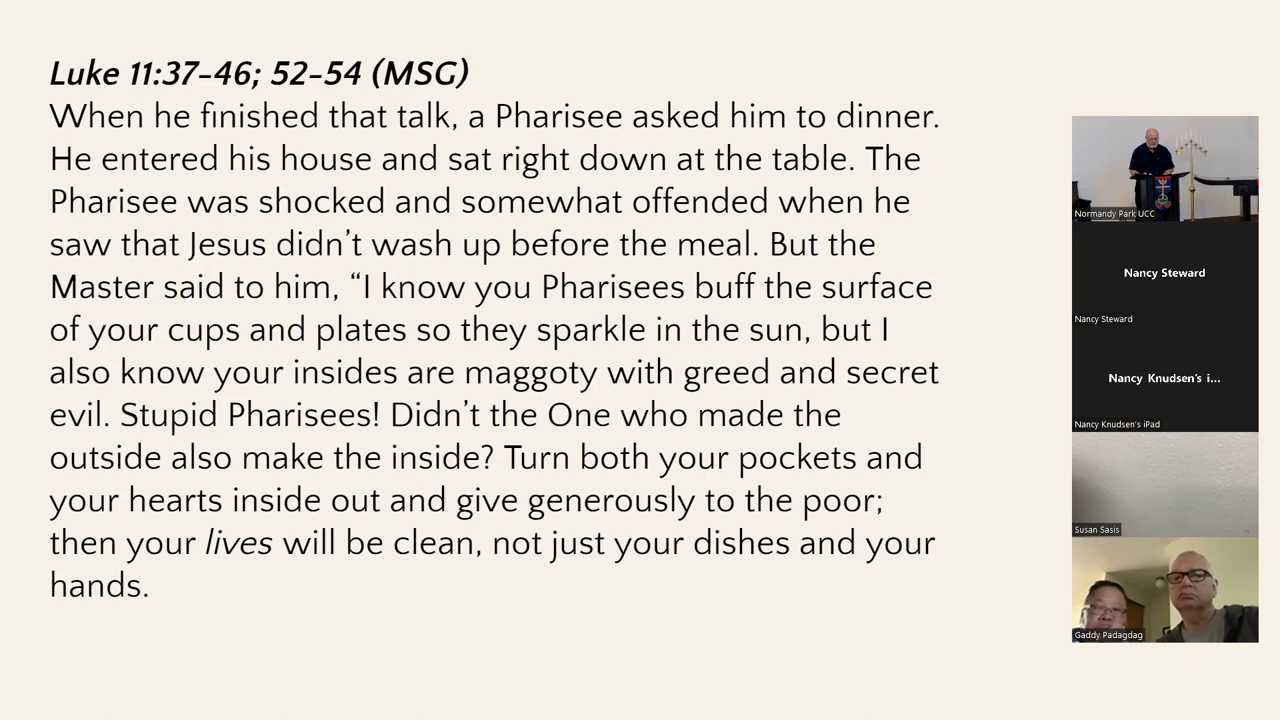 Luke 11:37-46; 52-54 (MSG)
When he finished that talk, a Pharisee asked him to dinner.
He entered his house and sat right down at the table. The
Pharisee was shocked and somewhat offended when he
saw that Jesus didn’t wash up before the meal. But the
Master said to him, “I know you Pharisees buff the surface
of your cups and plates so they sparkle in the sun, but I
also know your insides are maggoty with greed and secret
evil. Stupid Pharisees! Didn’t the One who made the
outside also make the inside? Turn both your pockets and
your hearts inside out and give generously to the poor;
then your lives will be clean, not just your dishes and your
hands.
Normandy Park UCC
Nancy Steward
Nancy Steward
Nancy Knudsen’s i...
Nancy Knudsen's iPad
Susan Sasis
Gaddy Padagdag